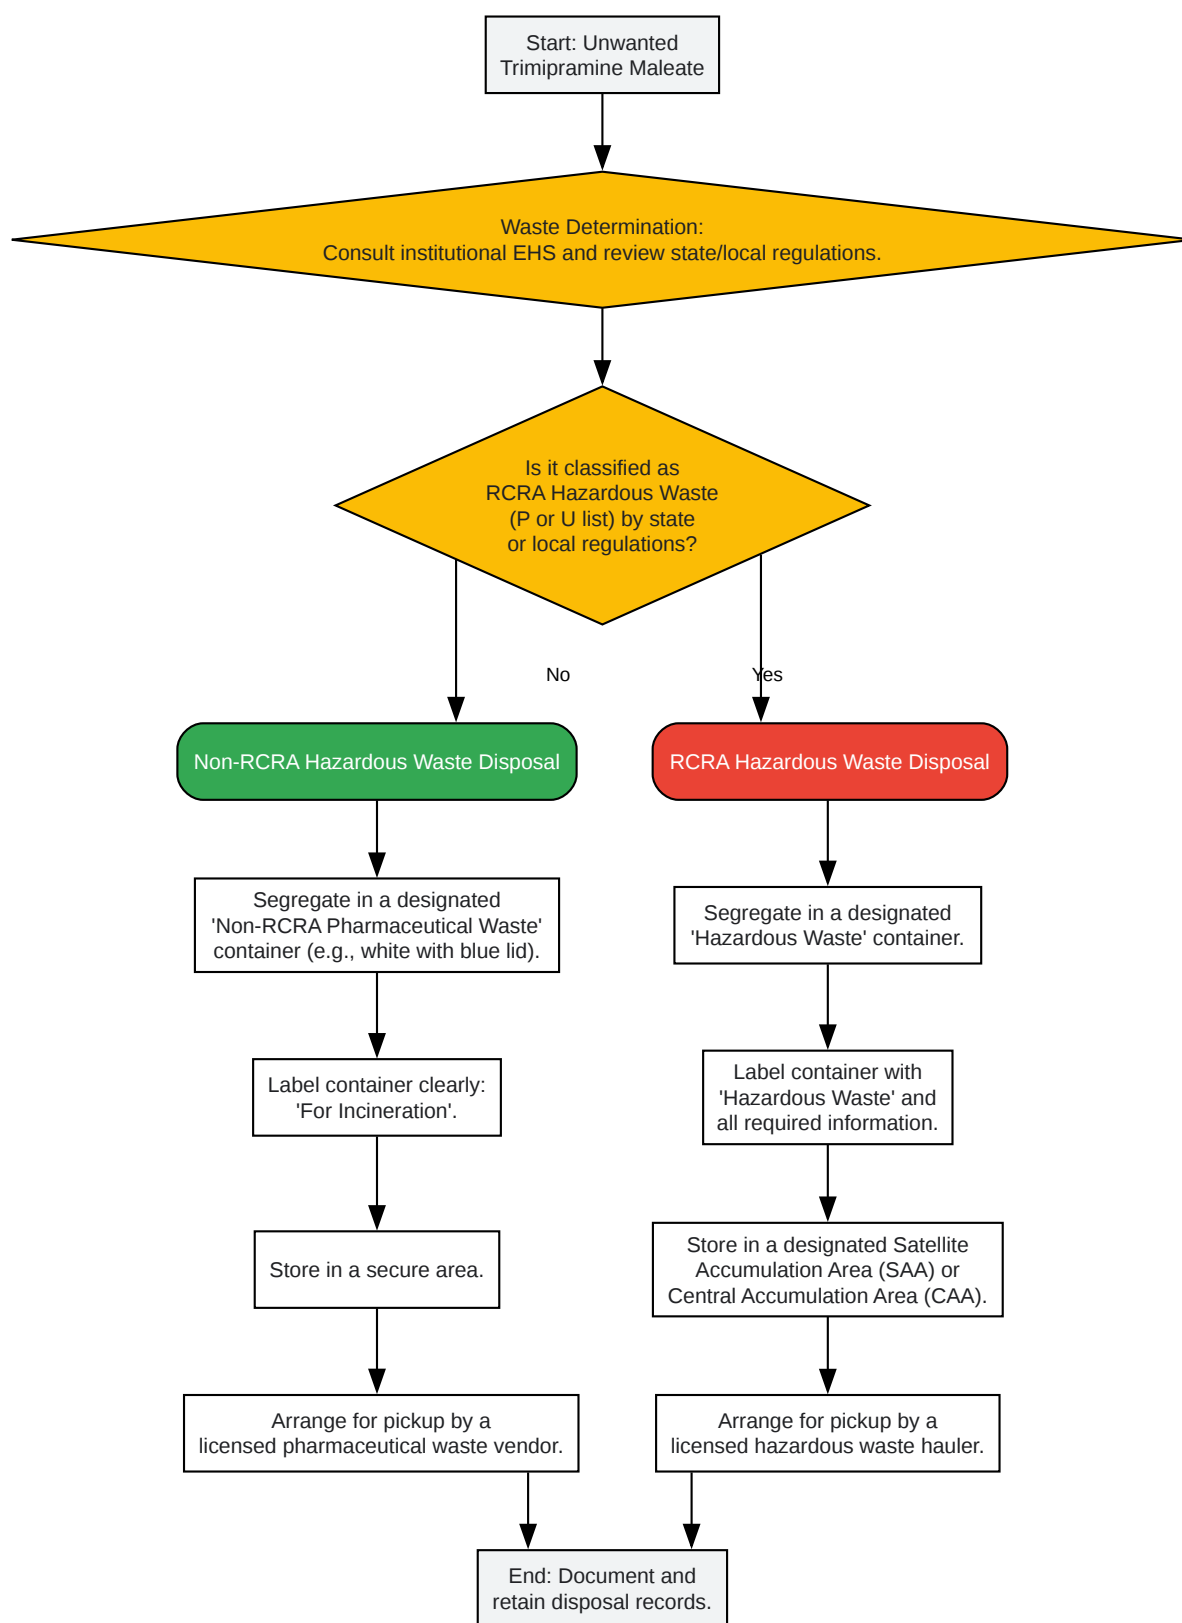 Start: Unwanted
Trimipramine Maleate
Waste Determination:
Consult institutional EHS and review state/local regulations.
Is it classified as
RCRA Hazardous Waste
(P or U list) by state
or local regulations?
No
Yes
Non-RCRA Hazardous Waste Disposal
RCRA Hazardous Waste Disposal
Segregate in a designated
'Non-RCRA Pharmaceutical Waste'
container (e.g., white with blue lid).
Segregate in a designated
'Hazardous Waste' container.
Label container clearly:
'For Incineration'.
Label container with
'Hazardous Waste' and
all required information.
Store in a secure area.
Store in a designated Satellite
Accumulation Area (SAA) or
Central Accumulation Area (CAA).
Arrange for pickup by a
licensed pharmaceutical waste vendor.
Arrange for pickup by a
licensed hazardous waste hauler.
End: Document and
retain disposal records.